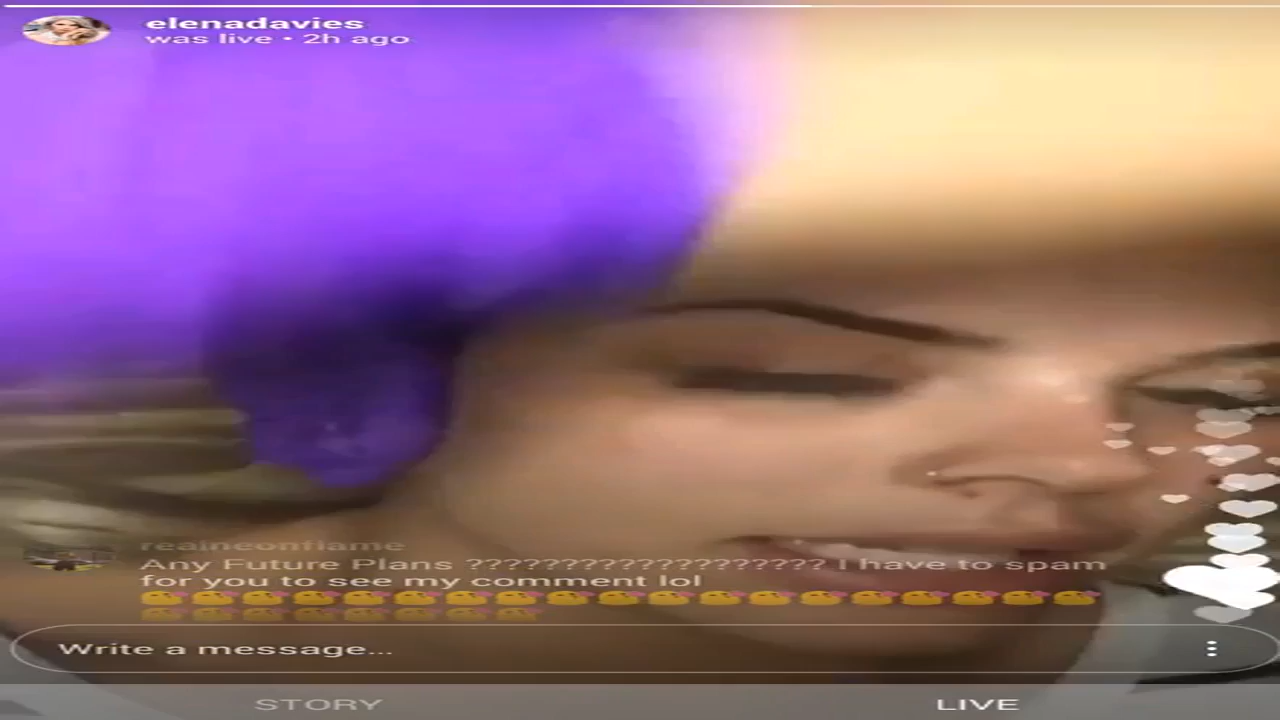 elenadavies
was live • 2h ago
reaineonflame
Any Future Plans ??????????????????? I have to spam
for you to see my comment lol
Write a message...
STORY
LIVE